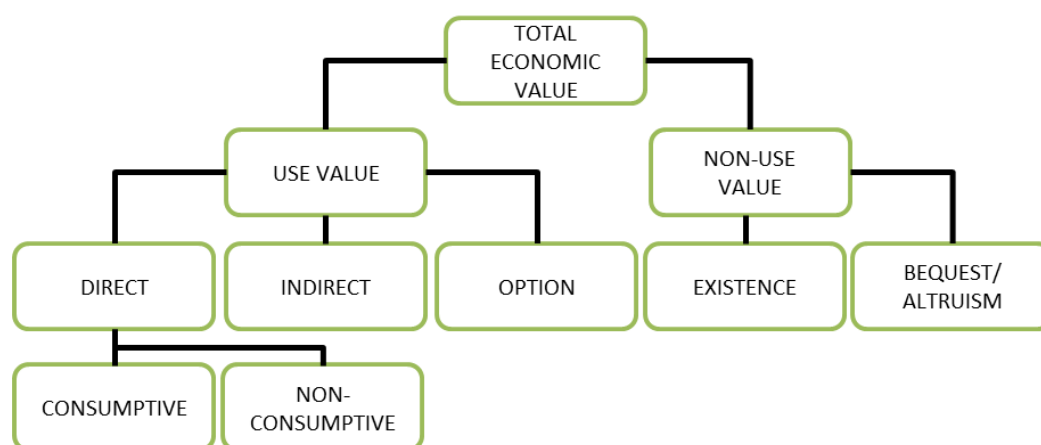 TOTAL
ECONOMIC
VALUE
USE VALUE
NON-USE
VALUE
DIRECT
INDIRECT
OPTION
EXISTENCE
BEQUEST/
ALTRUISM
CONSUMPTIVE
NON-
CONSUMPTIVE